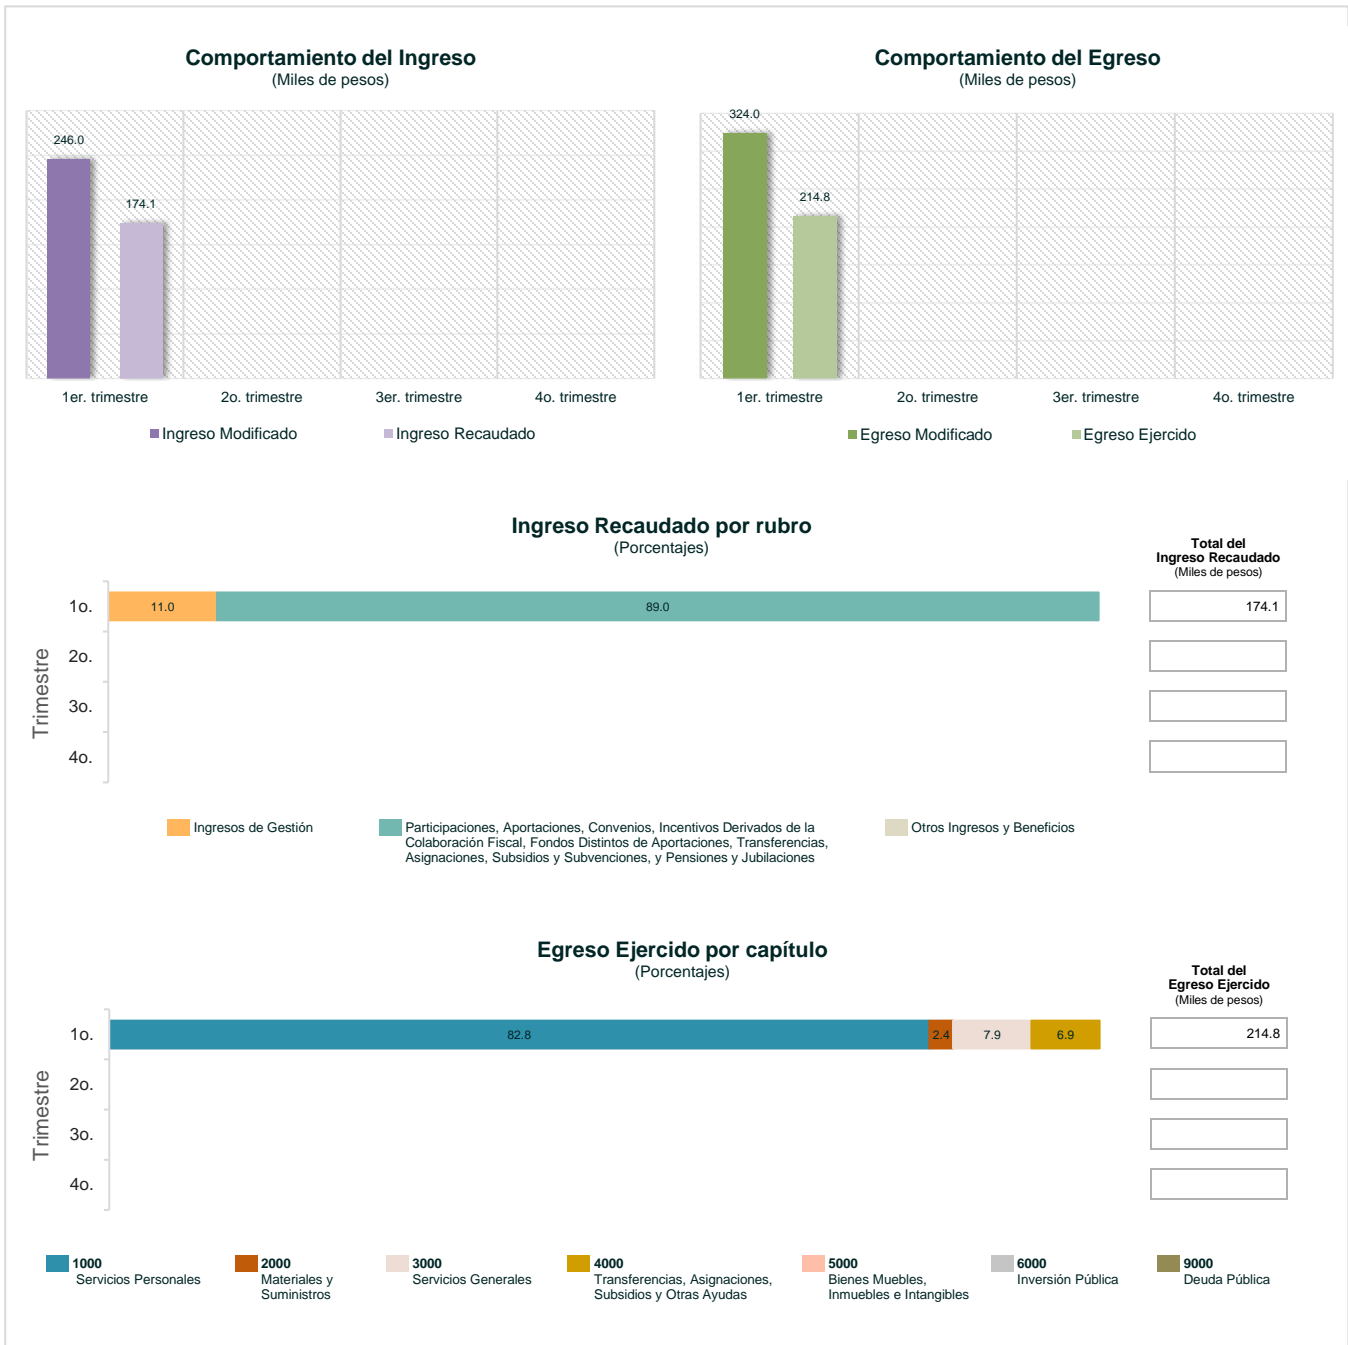 Comportamiento del Ingreso
(Miles de pesos)
246.0
174.1
1er. trimestre 2o. trimestre 3er. trimestre 4o. trimestre
Ingreso Modificado Ingreso Recaudado
Comportamiento del Egreso
(Miles de pesos)
324.0
214.8
1er. trimestre 2o. trimestre 3er. trimestre 4o. trimestre
Egreso Modificado Egreso Ejercido
Ingreso Recaudado por rubro
(Porcentajes)
Total del
Ingreso Recaudado
(Miles de pesos)
Trimestre
1o. 11.0 89.0 174.1
2o.
3o.
4o.
Ingresos de Gestión
Participaciones, Aportaciones, Convenios, Incentivos Derivados de la
Colaboración Fiscal, Fondos Distintos de Aportaciones, Transferencias,
Asignaciones, Subsidios y Subvenciones, y Pensiones y Jubilaciones
Otros Ingresos y Beneficios
Egreso Ejercido por capítulo
(Porcentajes)
Total del
Egreso Ejercido
(Miles de pesos)
Trimestre
1o. 82.8 2.4 7.9 6.9 214.8
2o.
3o.
4o.
1000
Servicios Personales
2000
Materiales y
Suministros
3000
Servicios Generales
4000
Transferencias, Asignaciones,
Subsidios y Otras Ayudas
5000
Bienes Muebles,
Inmuebles e Intangibles
6000
Inversión Pública
9000
Deuda Pública